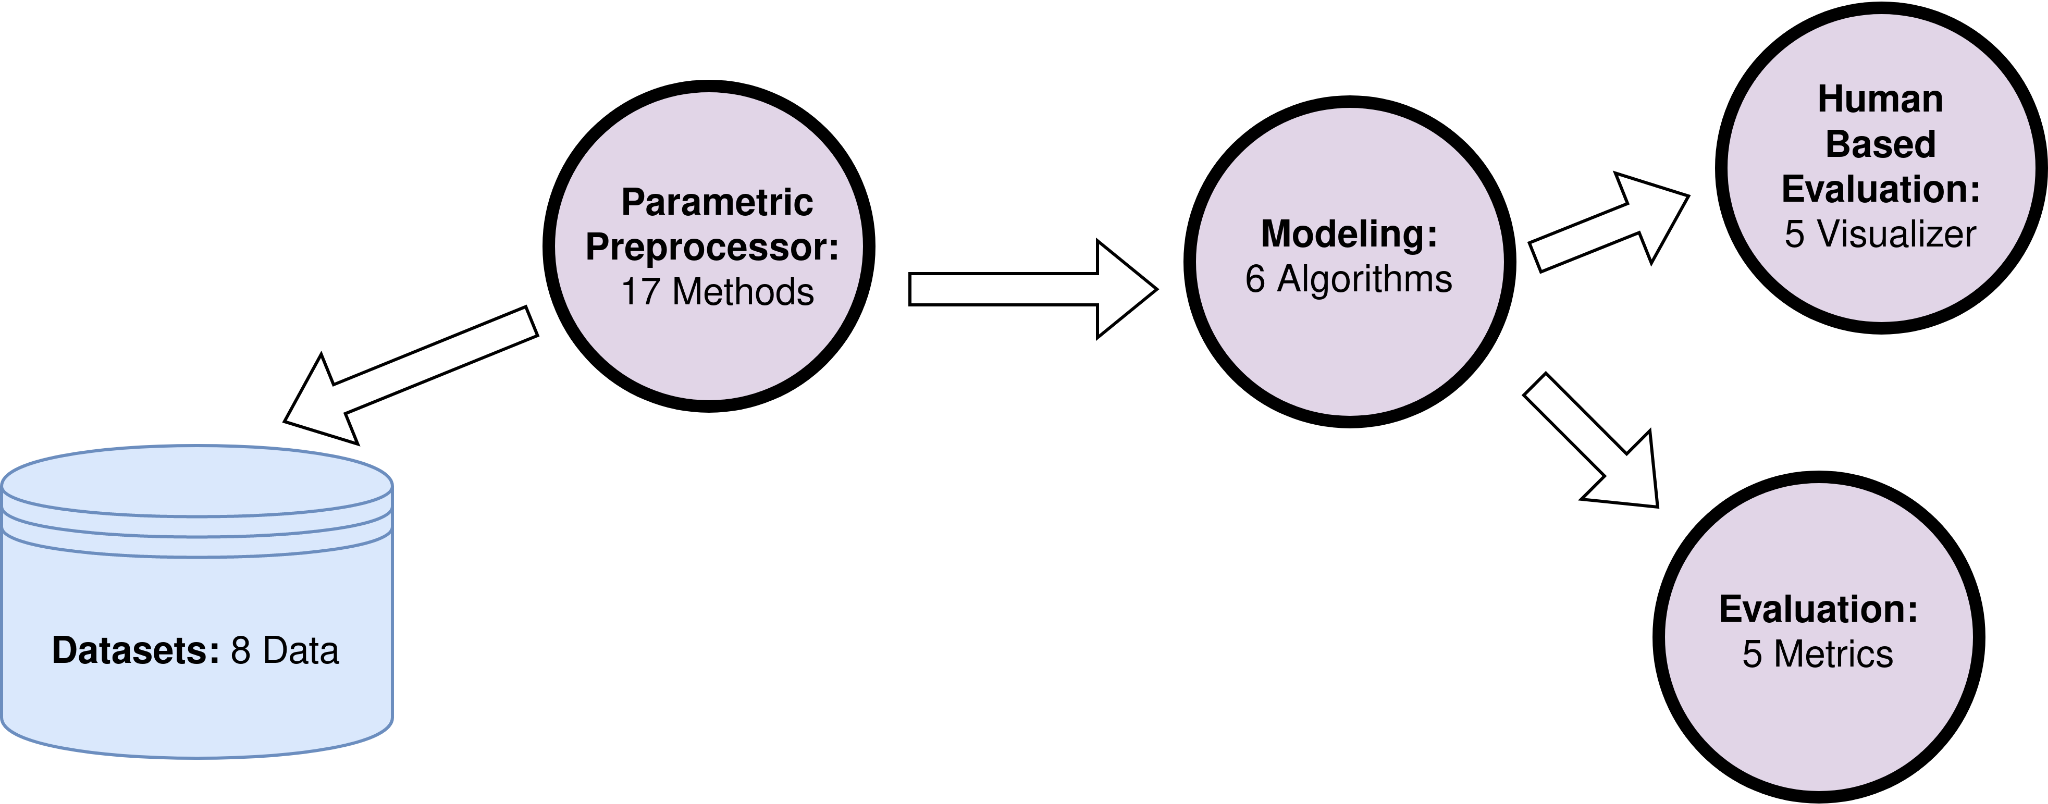 Parametric
Preprocessor:
17 Methods
Modeling:
6 Algorithms
Human
Based
Evaluation:
5 Visualizer
Datasets: 8 Data
Evaluation:
5 Metrics